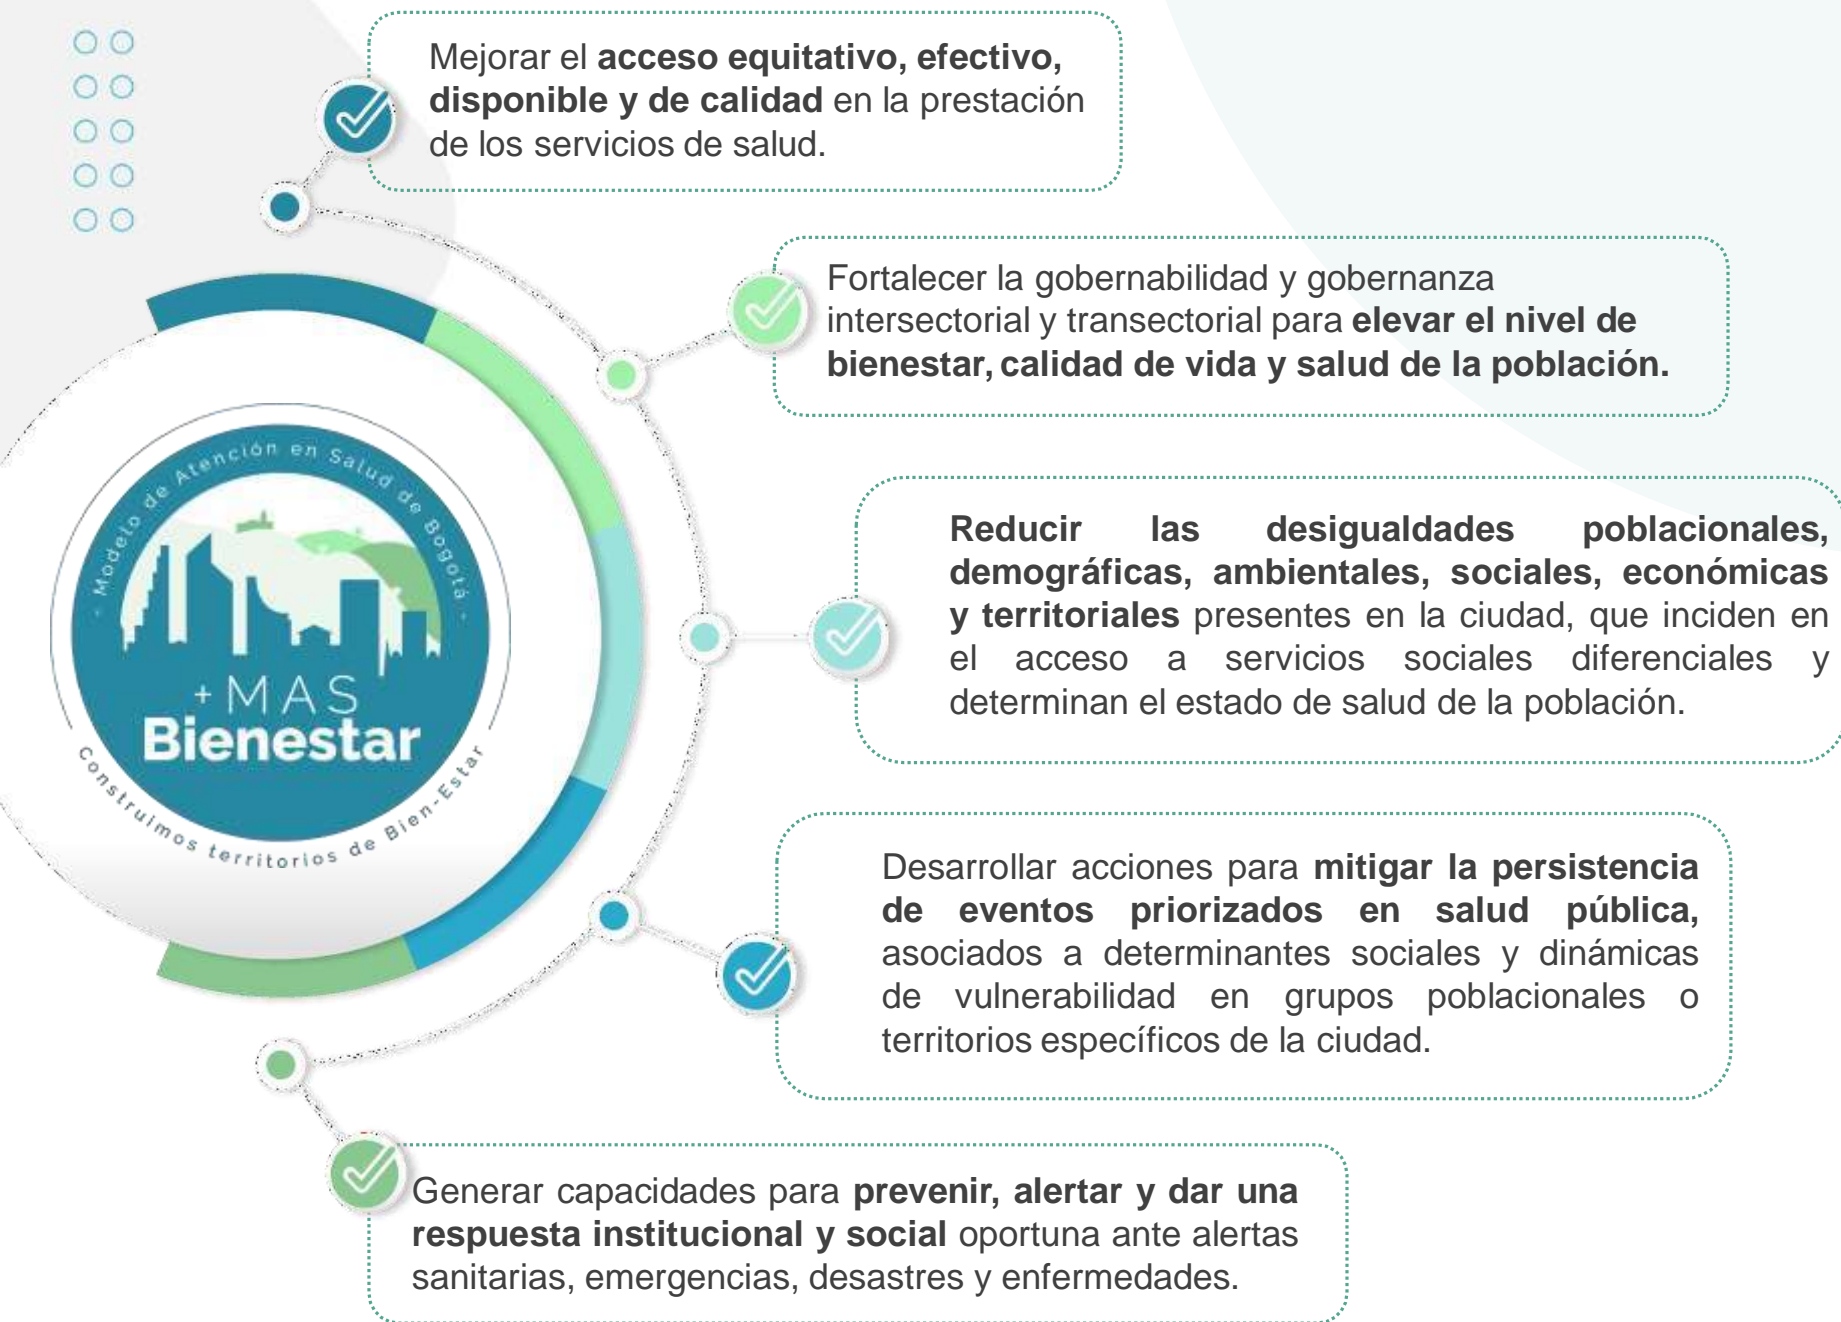 Mejorar el acceso equitativo, efectivo,
disponible y de calidad en la prestación
de los servicios de salud.
Fortalecer la gobernabilidad y gobernanza
intersectorial y transectorial para elevar el nivel de
bienestar, calidad de vida y salud de la población.
- Modelo de Atención en Salud de Bogotá -
+MAS
Bienestar
Construimos territorios de Bien-Estar
Reducir las desigualdades poblacionales,
demográficas, ambientales, sociales, económicas
y territoriales presentes en la ciudad, que inciden en
el acceso a servicios sociales diferenciales y
determinan el estado de salud de la población.
Desarrollar acciones para mitigar la persistencia
de eventos priorizados en salud pública,
asociados a determinantes sociales y dinámicas
de vulnerabilidad en grupos poblacionales o
territorios específicos de la ciudad.
Generar capacidades para prevenir, alertar y dar una
respuesta institucional y social oportuna ante alertas
sanitarias, emergencias, desastres y enfermedades.